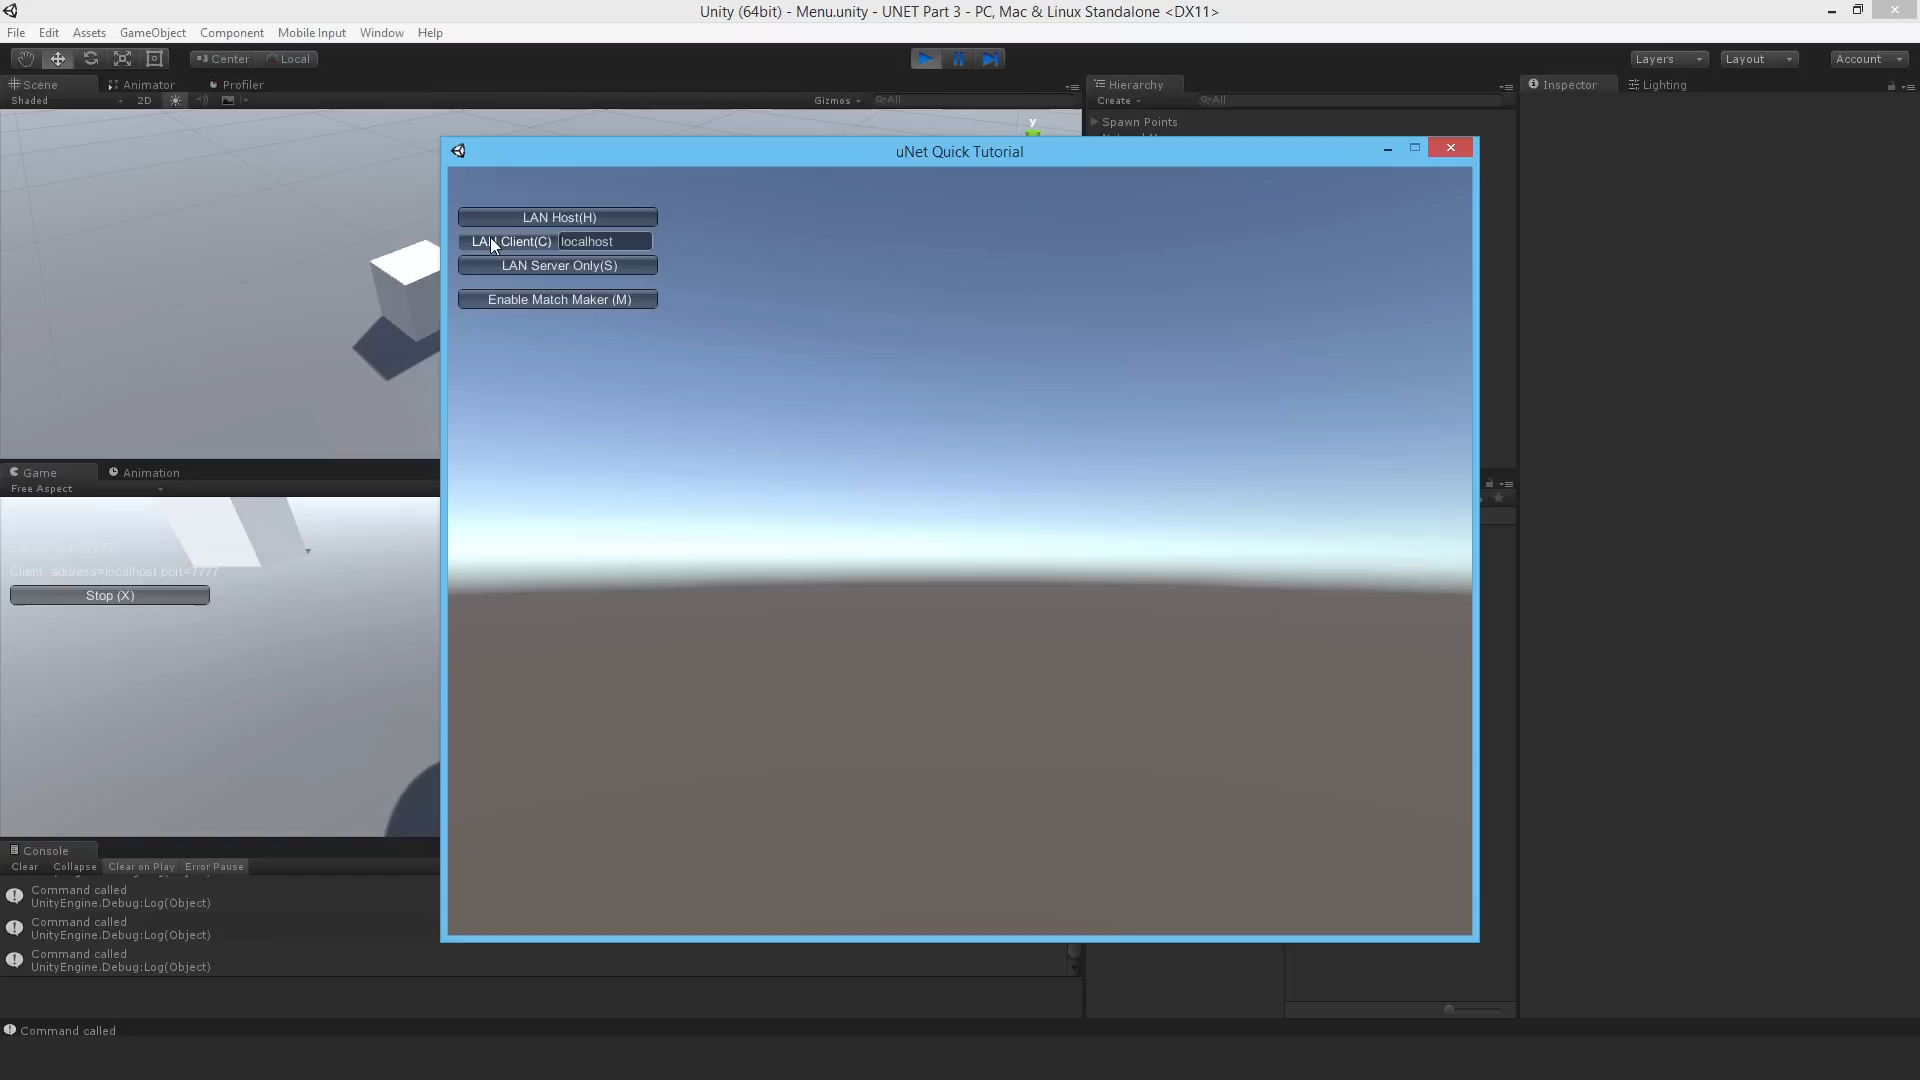 Unity (64bit) - Menu.unity - UNET Part 3 - PC, Mac & Linux Standalone <DX11>
File Edit Assets GameObject Component Mobile Input Window Help
Center Local
Layers Layout Account
Scene Animator Profiler
Hierarchy
Inspector Lighting
Shaded 2D Gizmos All
Create All
y
Spawn Points
uNet Quick Tutorial
LAN Host(H)
LAN Client(C) localhost
LAN Server Only(S)
Enable Match Maker (M)
Game Animation
Free Aspect
Client: address=localhost port=7777
Stop (X)
Console
Clear Collapse Clear on Play Error Pause
Command called
UnityEngine.Debug:Log(Object)
Command called
UnityEngine.Debug:Log(Object)
Command called
UnityEngine.Debug:Log(Object)
Command called